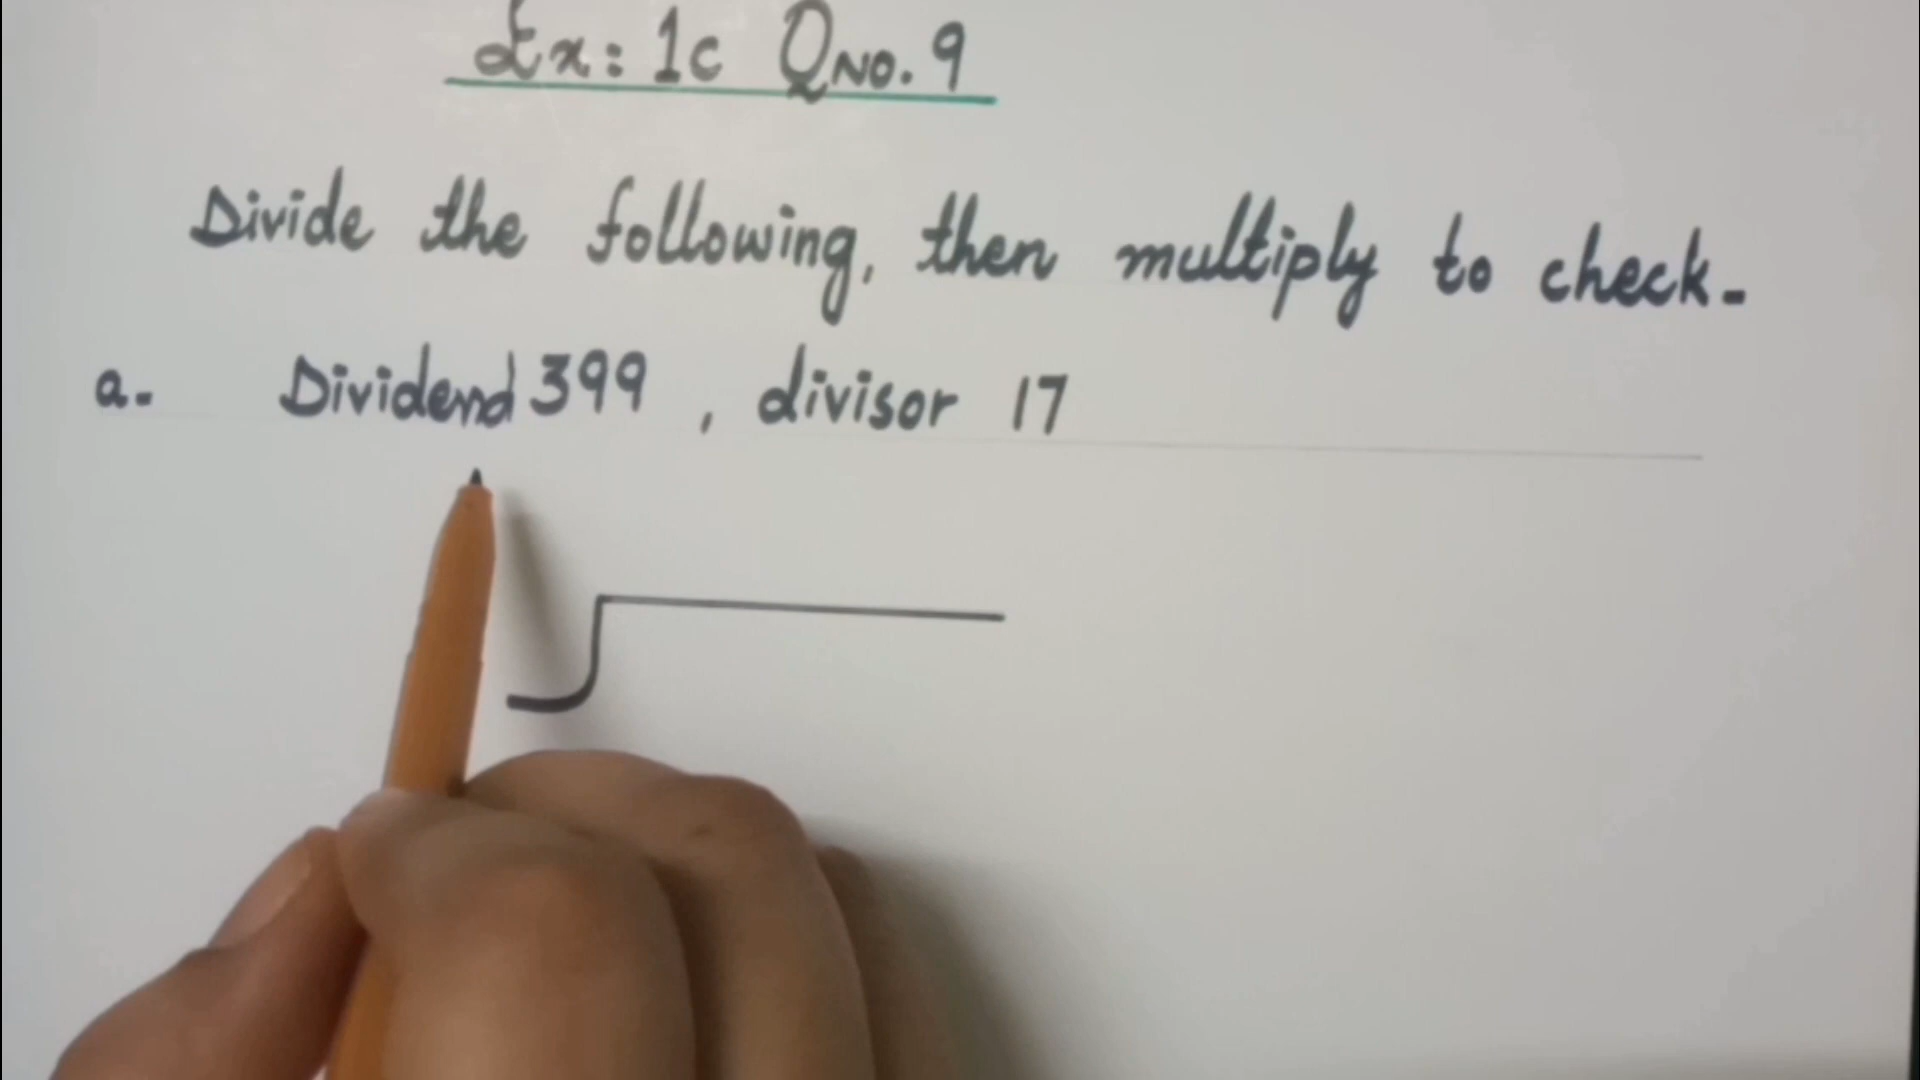 Ex: 1c QNO. 9
Divide the following, then multiply to check.
a. Dividend 399 , divisor 17